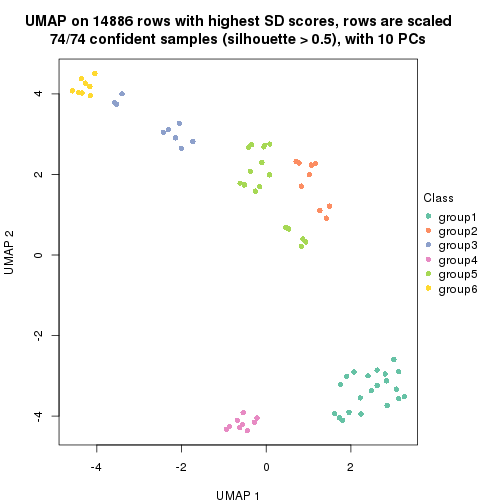 UMAP on 14886 rows with highest SD scores, rows are scaled
74/74 confident samples (silhouette > 0.5), with 10 PCs
4
2
0
-2
-4
UMAP 2
-4
-2
0
2
UMAP 1
Class
group1
group2
group3
group4
group5
group6